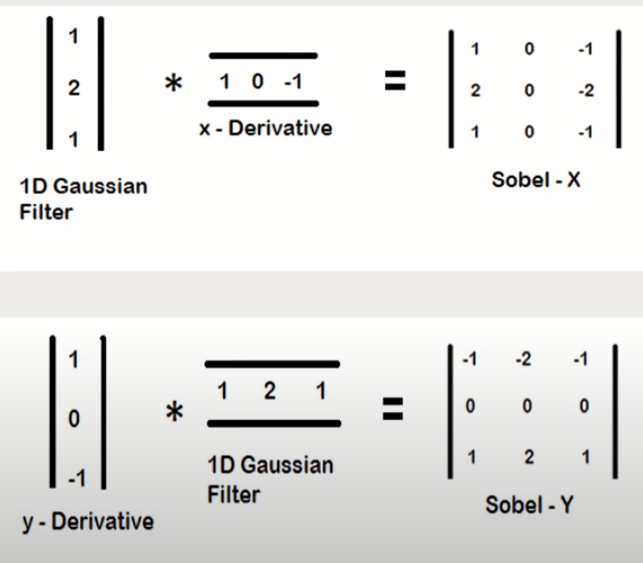 1 1 0 -1
2 * 1 0 -1 = 2 0 -2
1 x - Derivative 1 0 -1
1D Gaussian
Filter
Sobel - X
1 -1 -2 -1
0 * 1 2 1 = 0 0 0
-1 1D Gaussian
Filter
1 2 1
y - Derivative
Sobel - Y